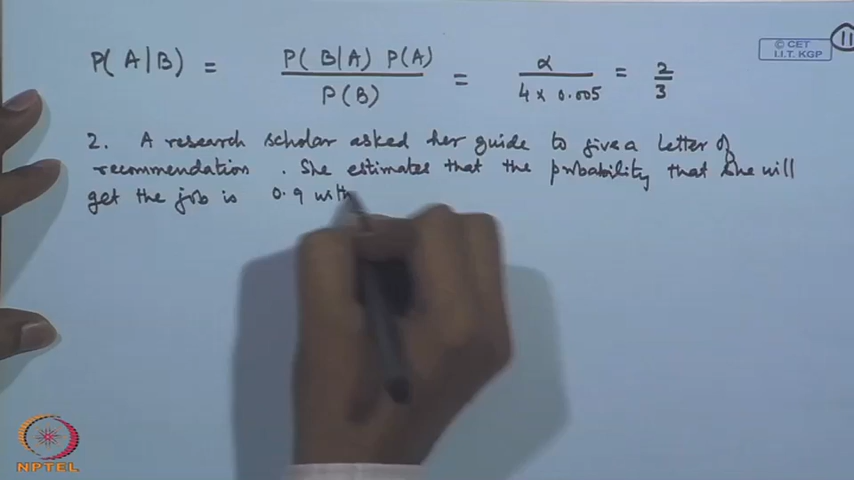 11
© CET
I.I.T. KGP
P(A|B) = P(B|A) P(A) / P(B) = α / 4 × 0.005 = 2/3
2. A research scholar asked her guide to give a Letter of
recommendation. She estimates that the probability that she will
get the job is 0.9 with
NPTEL